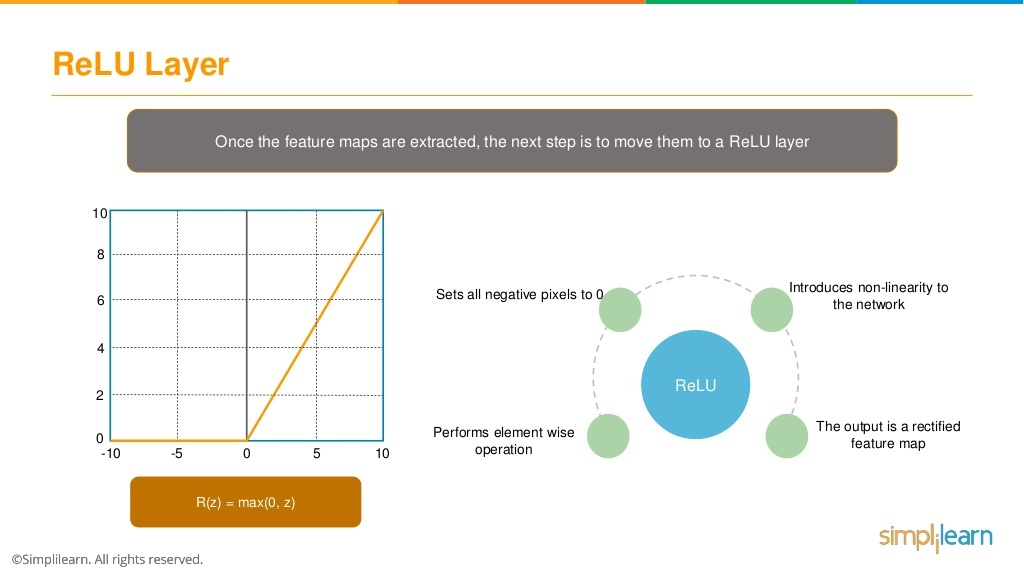 ReLU Layer
Once the feature maps are extracted, the next step is to move them to a ReLU layer
10
8
6
4
2
0
-10
-5
0
5
10
R(z) = max(0, z)
Sets all negative pixels to 0
Introduces non-linearity to
the network
ReLU
Performs element wise
operation
The output is a rectified
feature map
simplilearn
©Simplilearn. All rights reserved.